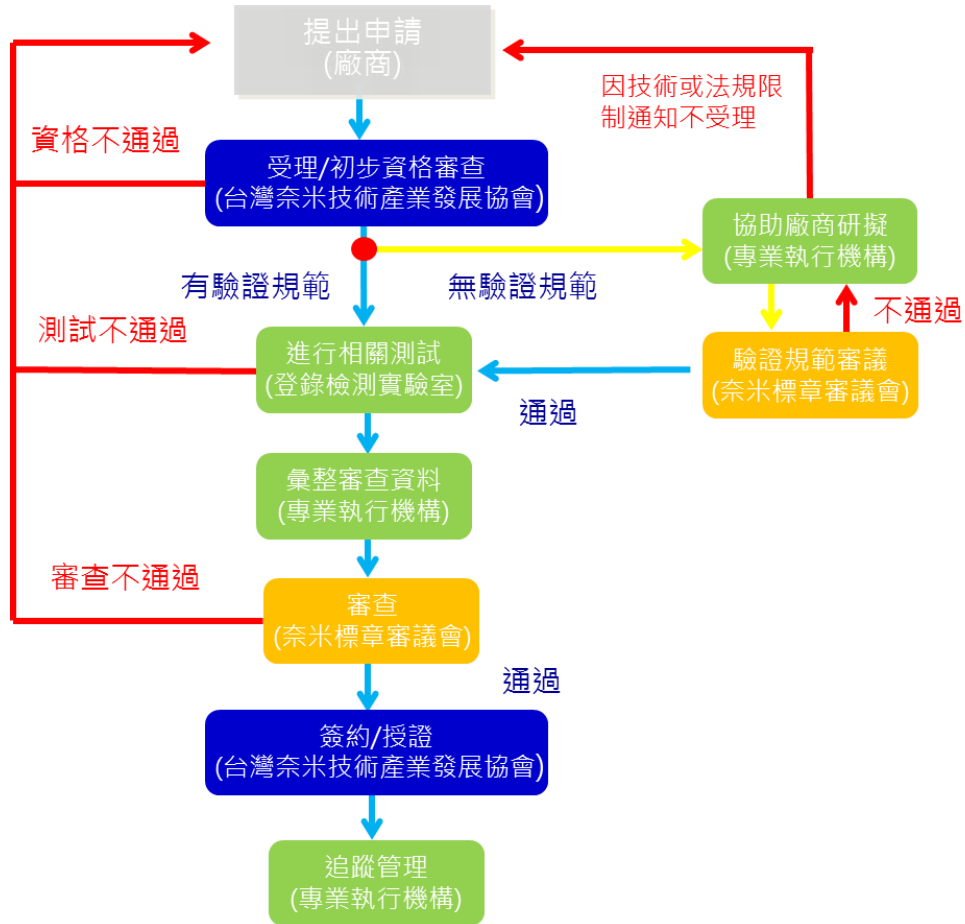 提出申請
(廠商)
因技術或法規限
制通知不受理
資格不通過
受理/初步資格審查
(台灣奈米技術產業發展協會)
協助廠商研擬
(專業執行機構)
有驗證規範
無驗證規範
不通過
測試不通過
進行相關測試
(登錄檢測實驗室)
驗證規範審議
(奈米標章審議會)
通過
彙整審查資料
(專業執行機構)
審查不通過
審查
(奈米標章審議會)
通過
簽約/授證
(台灣奈米技術產業發展協會)
追蹤管理
(專業執行機構)